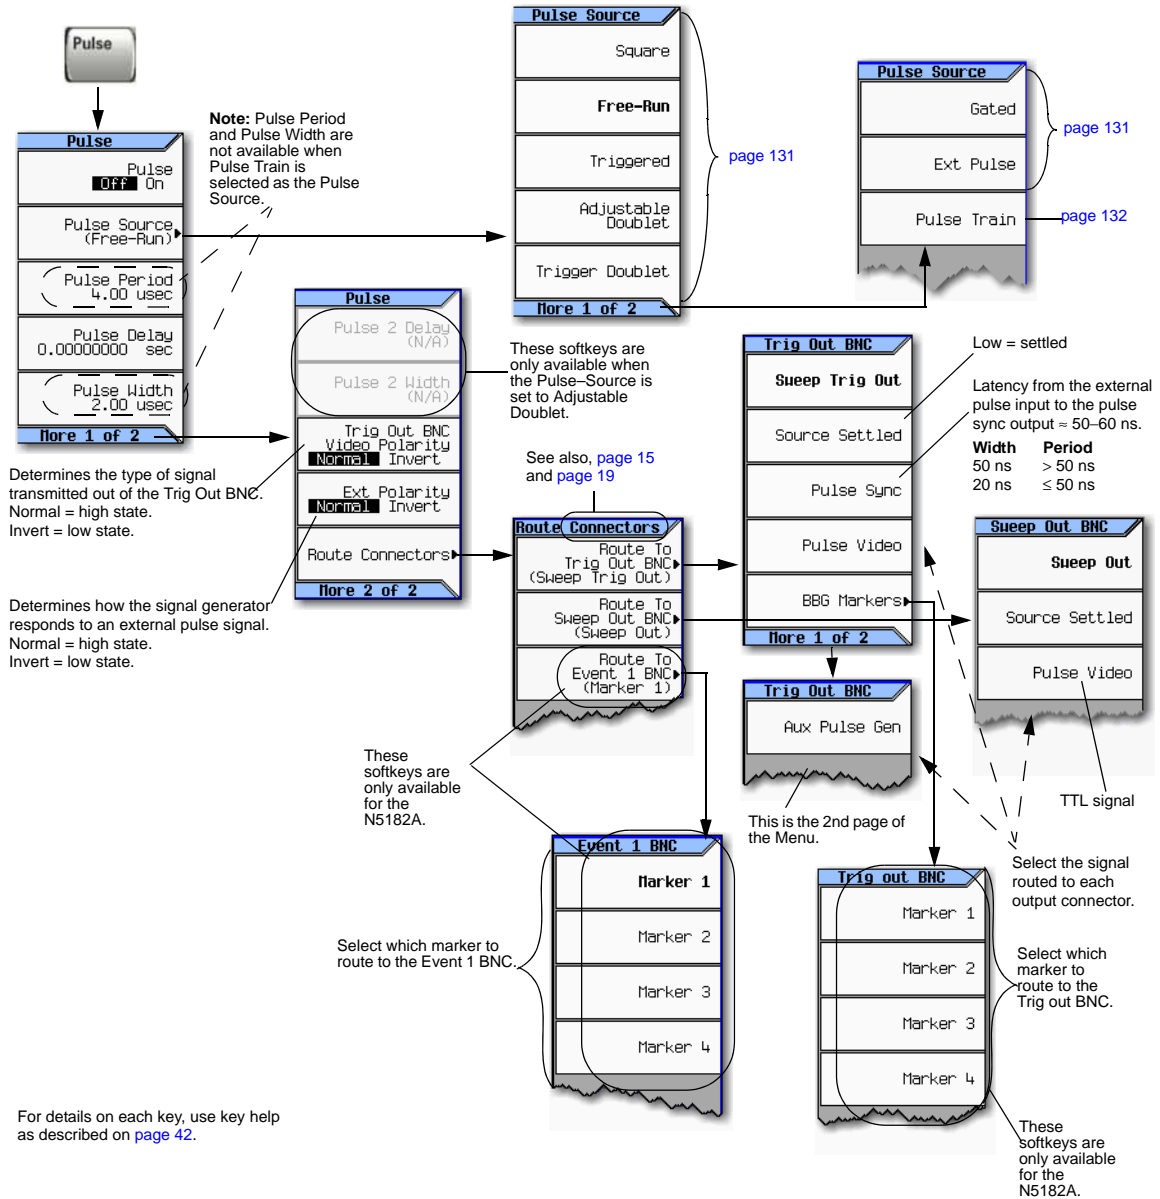 Pulse
Note: Pulse Period
and Pulse Width are
not available when
Pulse Train is
selected as the Pulse
Source.
Pulse
Pulse
Off On
Pulse Source
(Free-Run)
Pulse Period
4.00 usec
Pulse Delay
0.00000000 sec
Pulse Width
2.00 usec
More 1 of 2
Pulse Source
Square
Free-Run
Triggered
Adjustable
Doublet
Trigger Doublet
More 1 of 2
page 131
Pulse Source
Gated
Ext Pulse
Pulse Train
page 131
page 132
Pulse
Pulse 2 Delay
(N/A)
Pulse 2 Width
(N/A)
Trig Out BNC
Video Polarity
Normal Invert
Ext Polarity
Normal Invert
Route Connectors
More 2 of 2
These softkeys are
only available when
the Pulse–Source is
set to Adjustable
Doublet.
Determines the type of signal
transmitted out of the Trig Out BNC.
Normal = high state.
Invert = low state.
Determines how the signal generator
responds to an external pulse signal.
Normal = high state.
Invert = low state.
See also, page 15
and page 19
Route Connectors
Route To
Trig Out BNC
(Sweep Trig Out)
Route To
Sweep Out BNC
(Sweep Out)
Route To
Event 1 BNC
(Marker 1)
Trig Out BNC
Sweep Trig Out
Source Settled
Pulse Sync
Pulse Video
BBG Markers
More 1 of 2
Low = settled
Latency from the external
pulse input to the pulse
sync output ≈ 50–60 ns.
Width Period
50 ns > 50 ns
20 ns ≤ 50 ns
Sweep Out BNC
Sweep Out
Source Settled
Pulse Video
TTL signal
Trig Out BNC
Aux Pulse Gen
This is the 2nd page of
the Menu.
These
softkeys are
only available
for the
N5182A.
Select the signal
routed to each
output connector.
Event 1 BNC
Marker 1
Marker 2
Marker 3
Marker 4
Select which marker to
route to the Event 1 BNC.
Trig out BNC
Marker 1
Marker 2
Marker 3
Marker 4
Select which
marker to
route to the
Trig out BNC.
These
softkeys are
only available
for the
N5182A.
For details on each key, use key help
as described on page 42.